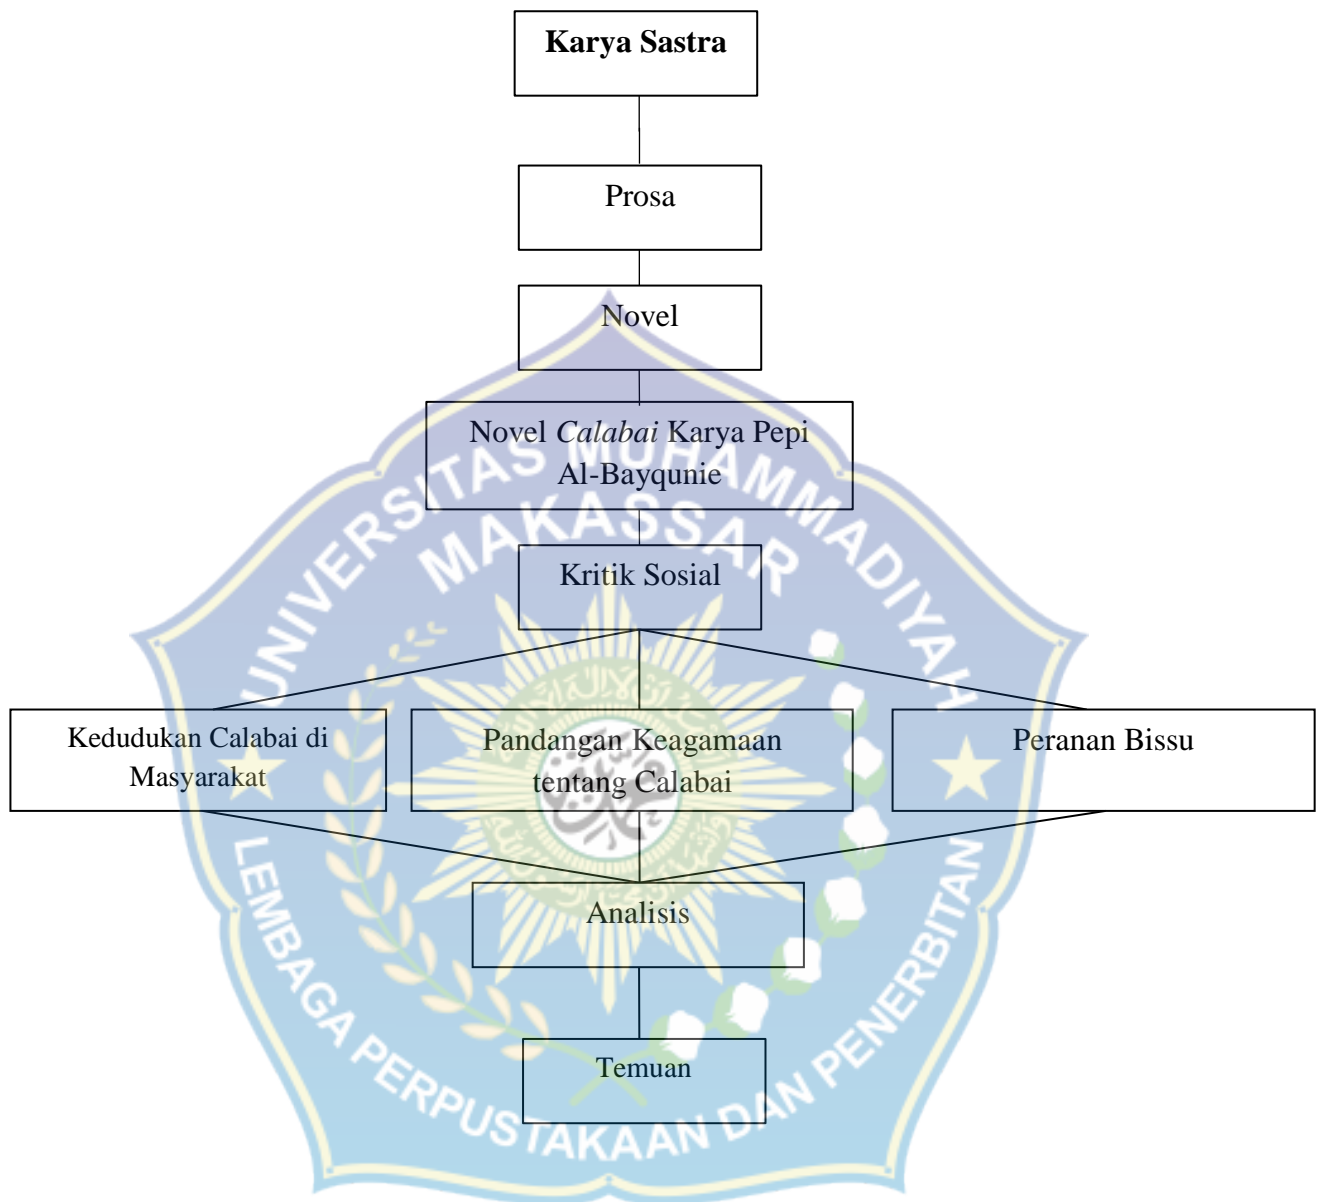 Karya Sastra
Prosa
Novel
Novel Calabai Karya Pepi
Al-Bayqunie
UNIVERSITAS MUHAMMADIYAH
MAKASSAR
Kritik Sosial
Kedudukan Calabai di
Masyarakat
Pandangan Keagamaan
tentang Calabai
Peranan Bissu
Analisis
Temuan
LEMBAGA PERPUSTAKAAN DAN PENERBITAN